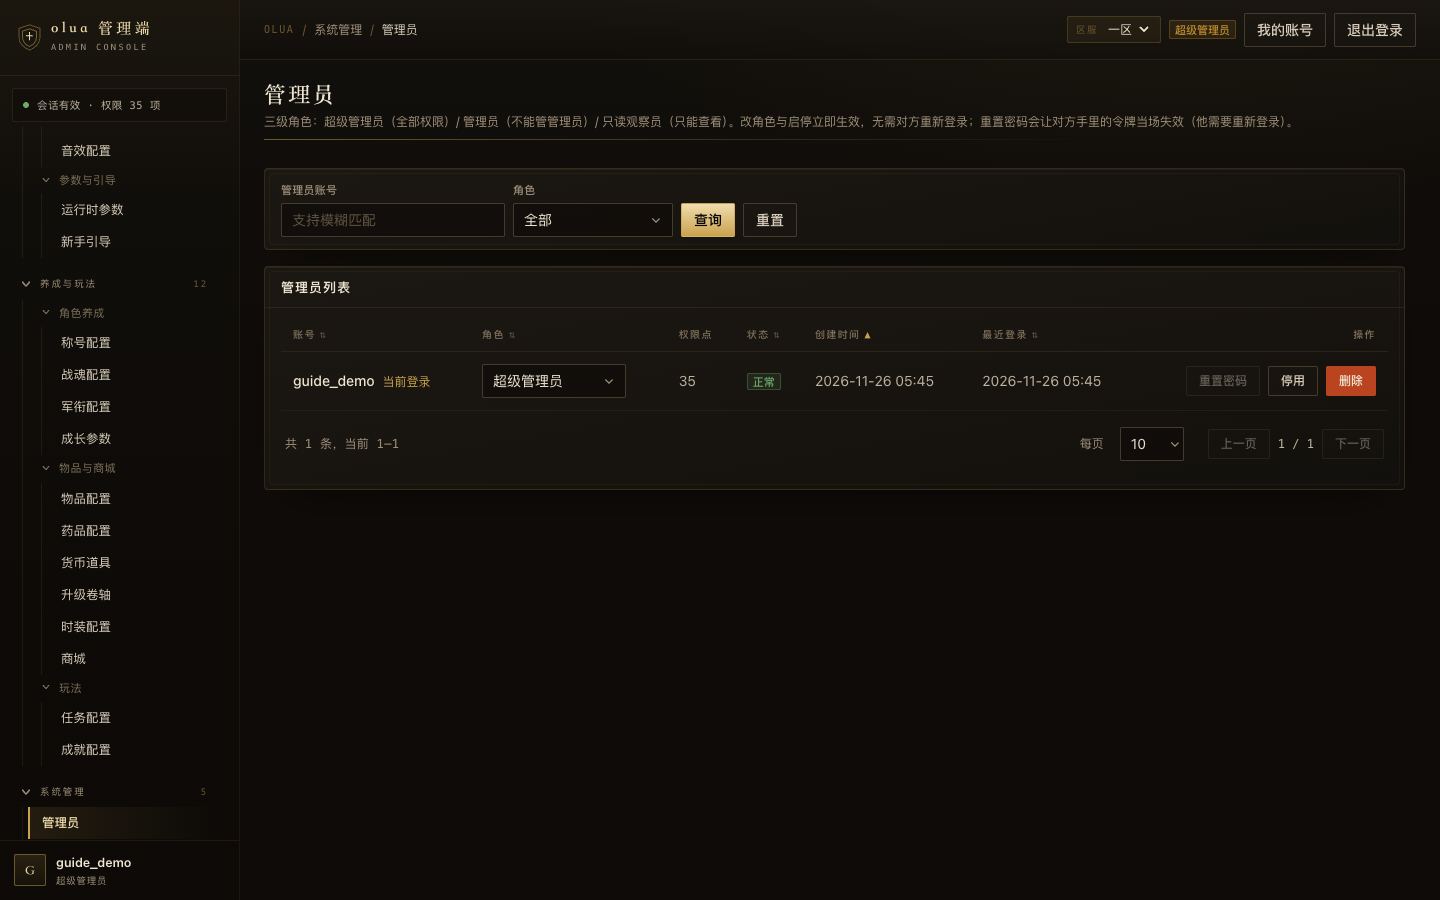 olua 管理端
ADMIN CONSOLE
会话有效 · 权限 35 项
音效配置
参数与引导
运行时参数
新手引导
养成与玩法 12
角色养成
称号配置
战魂配置
军衔配置
成长参数
物品与商城
物品配置
药品配置
货币道具
升级卷轴
时装配置
商城
玩法
任务配置
成就配置
系统管理 5
管理员
G
guide_demo
超级管理员
OLUA / 系统管理 / 管理员
区服 一区 超级管理员 我的账号 退出登录
管理员
三级角色：超级管理员（全部权限）/ 管理员（不能管管理员）/ 只读观察员（只能查看）。改角色与启停立即生效，无需对方重新登录；重置密码会让对方手里的令牌当场失效（他需要重新登录）。
管理员账号 角色
支持模糊匹配 全部 查询 重置
管理员列表
账号 ⇅ 角色 ⇅ 权限点 状态 ⇅ 创建时间 ▲ 最近登录 ⇅ 操作
guide_demo 当前登录 超级管理员 35 正常 2026-11-26 05:45 2026-11-26 05:45 重置密码 停用 删除
共 1 条，当前 1–1 每页 10 上一页 1 / 1 下一页